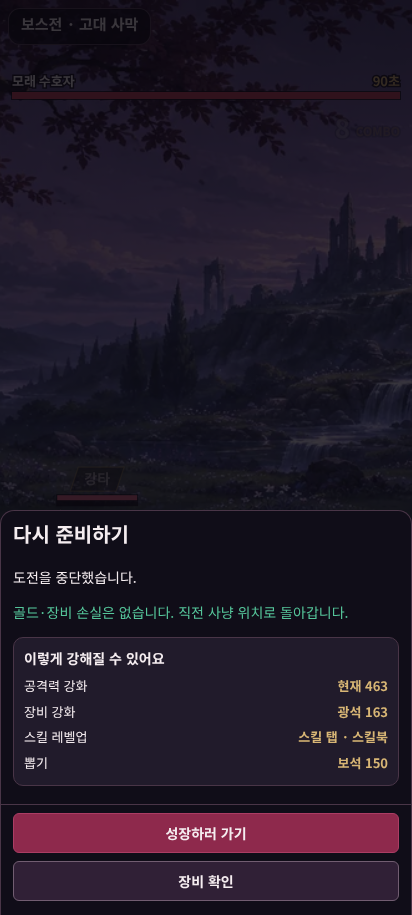 보스전 · 고대 사막
모래 수호자 90초
강타
다시 준비하기
도전을 중단했습니다.
골드·장비 손실은 없습니다. 직전 사냥 위치로 돌아갑니다.
이렇게 강해질 수 있어요
공격력 강화 현재 463
장비 강화 광석 163
스킬 레벨업 스킬 탭 · 스킬북
뽑기 보석 150
성장하러 가기
장비 확인